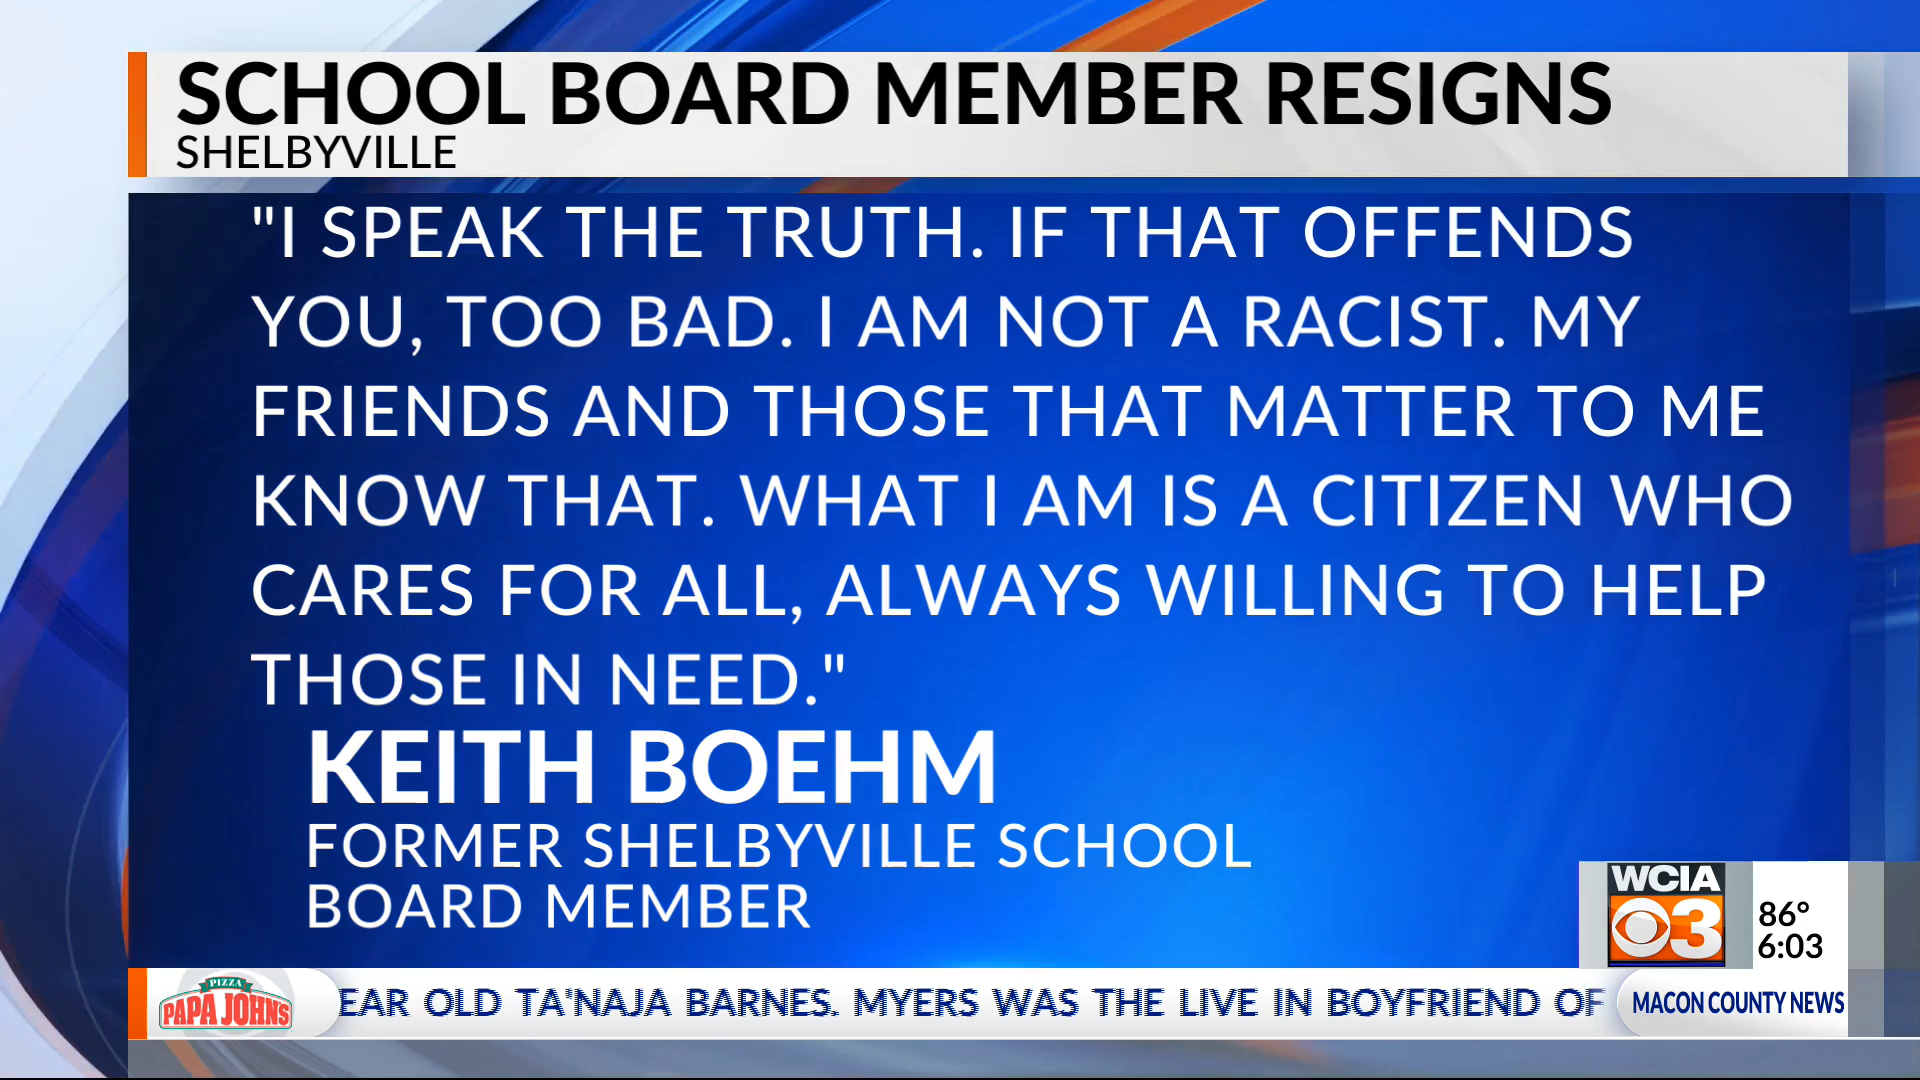 SCHOOL BOARD MEMBER RESIGNS
SHELBYVILLE
"I SPEAK THE TRUTH. IF THAT OFFENDS
YOU, TOO BAD. I AM NOT A RACIST. MY
FRIENDS AND THOSE THAT MATTER TO ME
KNOW THAT. WHAT I AM IS A CITIZEN WHO
CARES FOR ALL, ALWAYS WILLING TO HELP
THOSE IN NEED."
KEITH BOEHM
FORMER SHELBYVILLE SCHOOL
BOARD MEMBER
WCIA
3
86°
6:03
PIZZA
PAPA JOHNS
EAR OLD TA'NAJA BARNES. MYERS WAS THE LIVE IN BOYFRIEND OF
MACON COUNTY NEWS